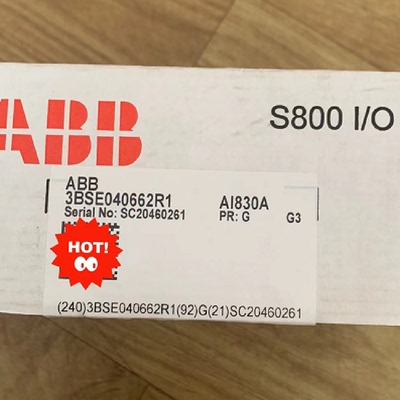 ABB
S800 I/O
ABB
3BSE040662R1 AI830A
Serial No: SC20460261 PR: G G3
HOT!
(240)3BSE040662R1(92)G(21)SC20460261